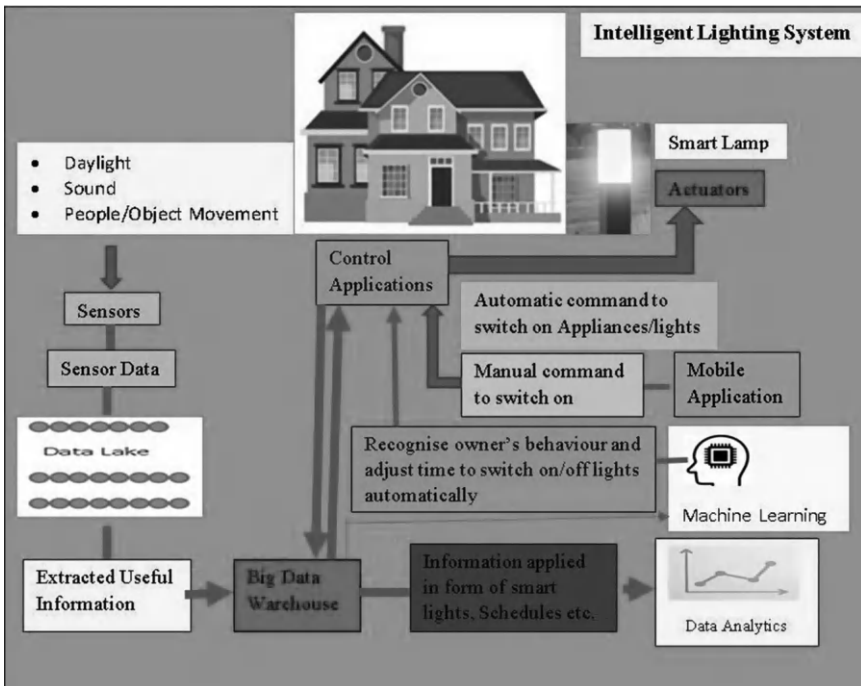 Intelligent Lighting System
Smart Lamp
Actuators
• Daylight
• Sound
• People/Object Movement
Control
Applications
Sensors
Automatic command to
switch on Appliances/lights
Sensor Data
Manual command
to switch on
Mobile
Application
Data Lake
Recognise owner's behaviour and
adjust time to switch on/off lights
automatically
Machine Learning
Extracted Useful
Information
Big Data
Warehouse
Information applied
in form of smart
lights, Schedules etc.
Data Analytics